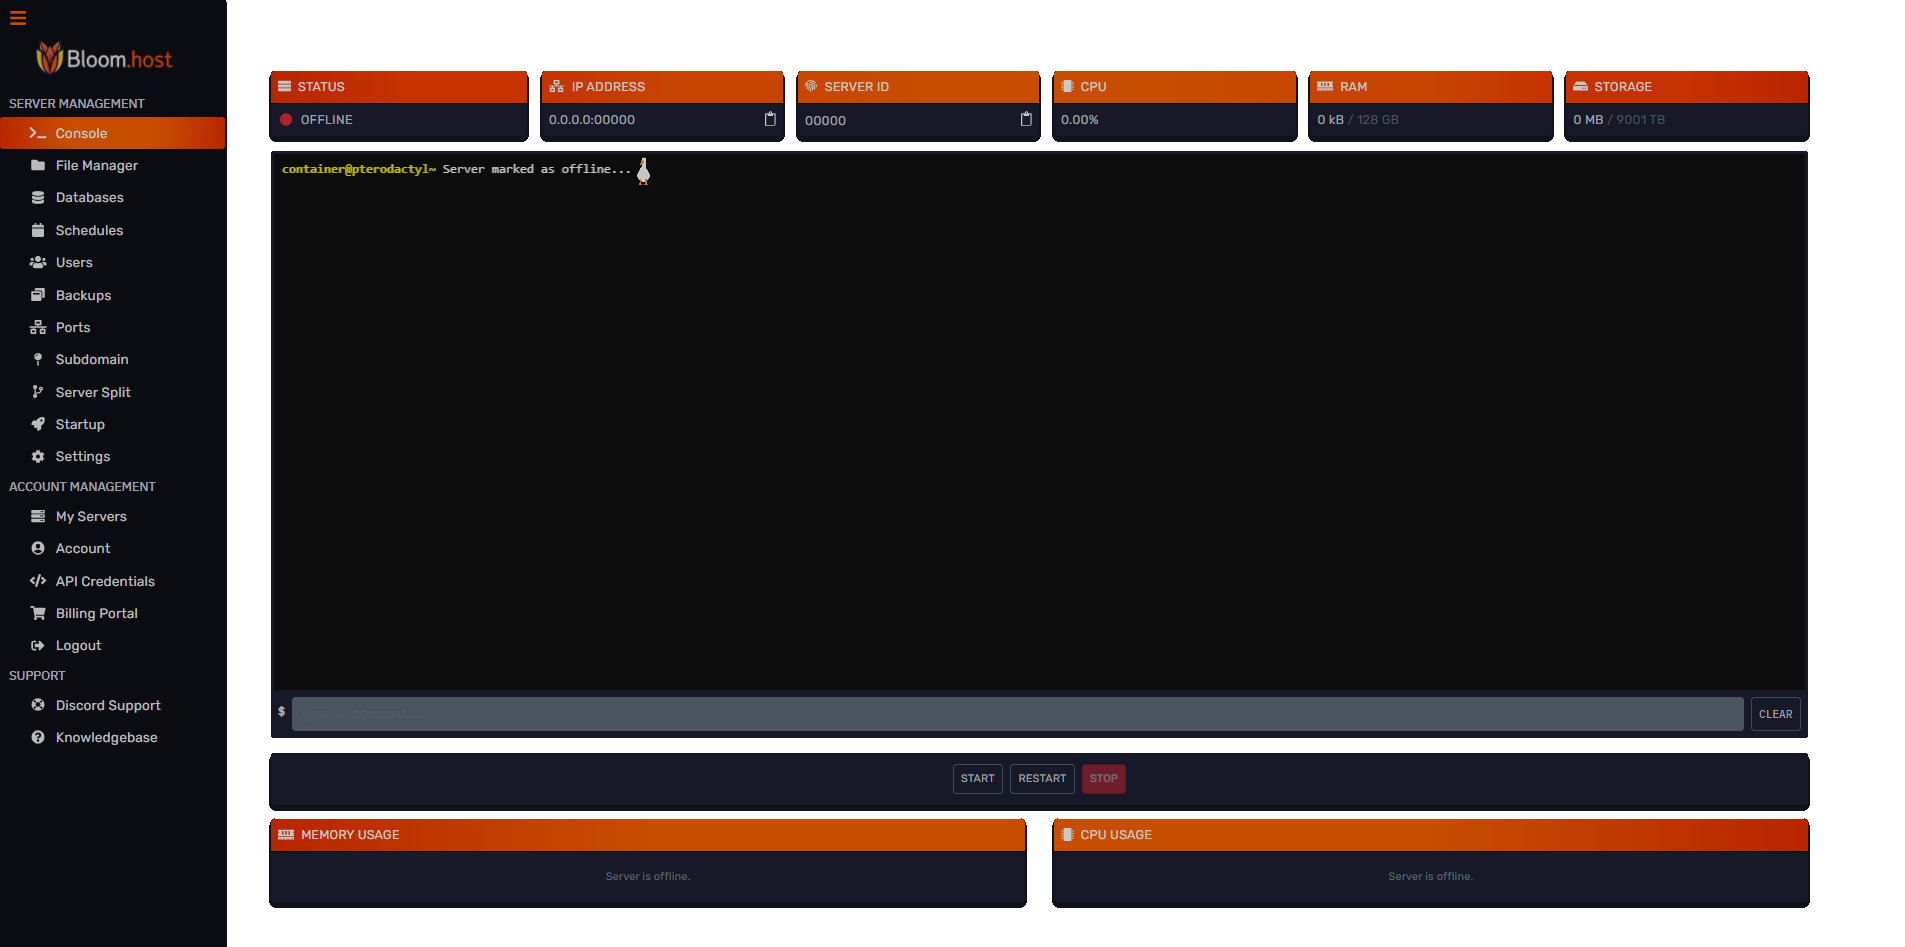 Bloom.host
SERVER MANAGEMENT
Console
File Manager
Databases
Schedules
Users
Backups
Ports
Subdomain
Server Split
Startup
Settings
ACCOUNT MANAGEMENT
My Servers
Account
API Credentials
Billing Portal
Logout
SUPPORT
Discord Support
Knowledgebase
STATUS
OFFLINE
IP ADDRESS
0.0.0.0:00000
SERVER ID
00000
CPU
0.00%
RAM
0 kB / 128 GB
STORAGE
0 MB / 9001 TB
container@pterodactyl~ Server marked as offline...
$
CLEAR
START RESTART STOP
MEMORY USAGE
Server is offline.
CPU USAGE
Server is offline.